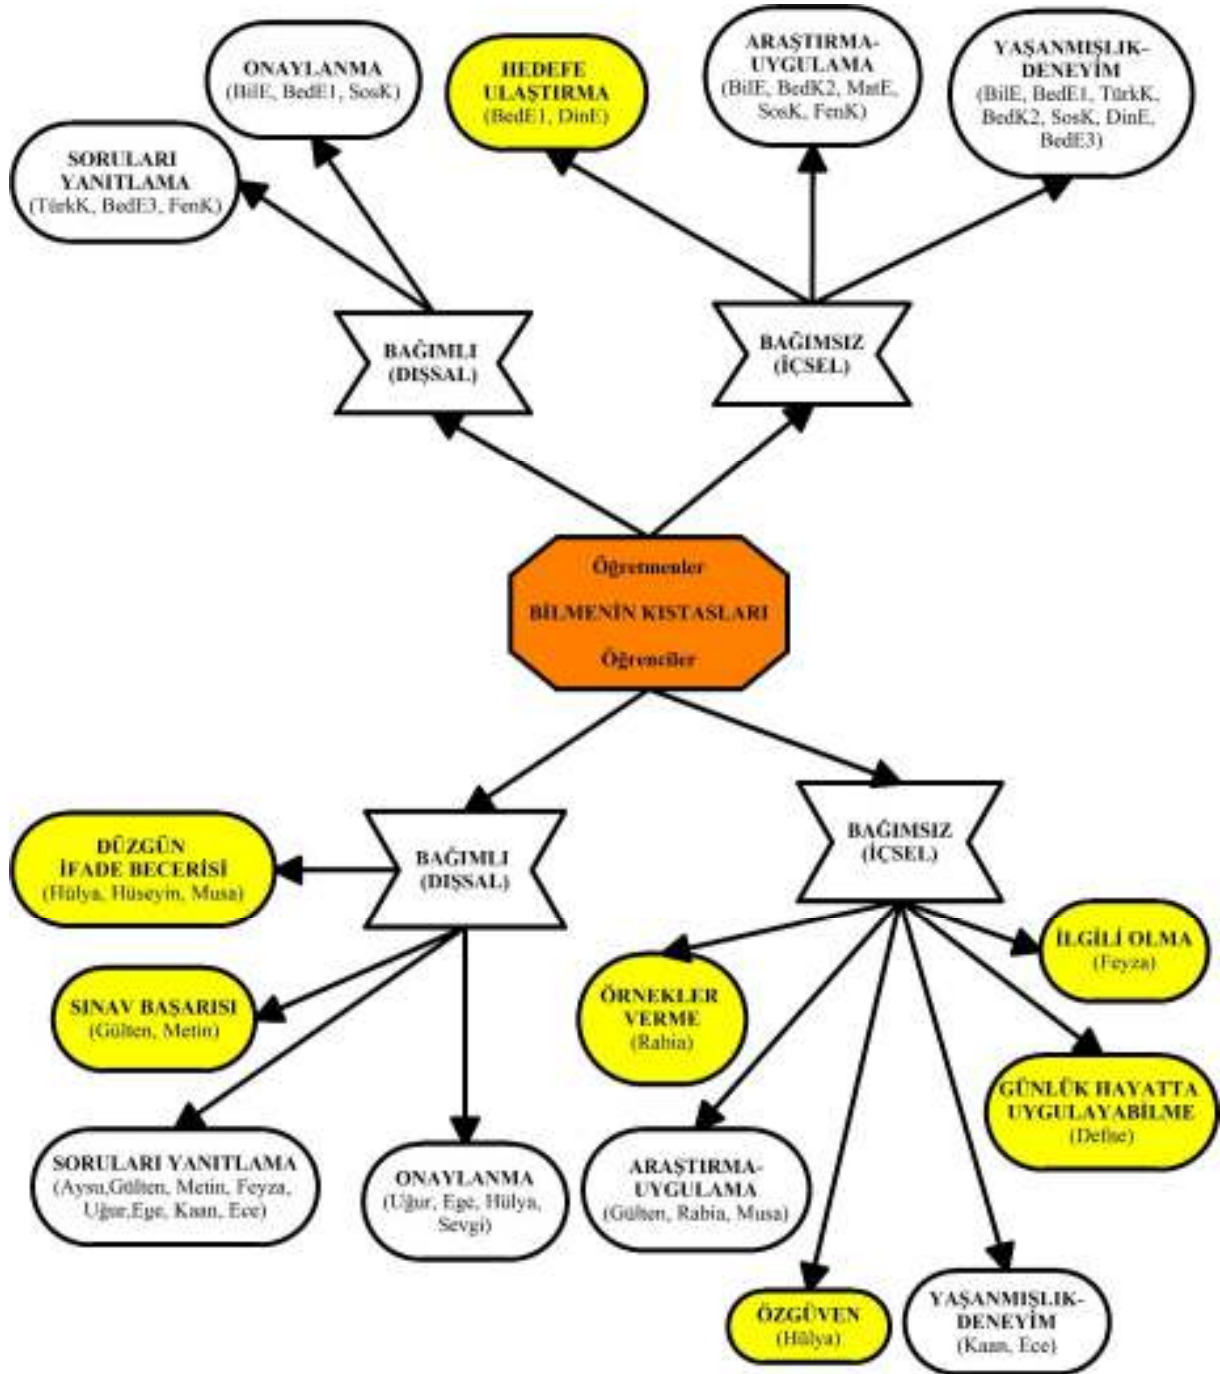 ONAYLANMA
(BilE, BedE1, SosK)
HEDEFE
ULAŞTIRMA
(BedE1, DinE)
ARAŞTIRMA-
UYGULAMA
(BilE, BedK2, MatE,
SosK, FenK)
YAŞANMIŞLIK-
DENEYİM
(BilE, BedE1, TürkK,
BedK2, SosK, DinE,
BedE3)
SORULARI
YANITLAMA
(TürkK, BedE3, FenK)
BAĞIMLI
(DIŞSAL)
BAĞIMSIZ
(İÇSEL)
Öğretmenler
BİLMENİN KISTASLARI
Öğrenciler
BAĞIMLI
(DIŞSAL)
BAĞIMSIZ
(İÇSEL)
DÜZGÜN
İFADE BECERİSİ
(Hülya, Hüseyin, Musa)
SINAV BAŞARISI
(Gülten, Metin)
SORULARI YANITLAMA
(Aysu,Gülten, Metin, Feyza,
Uğur,Ege, Kaan, Ece)
ONAYLANMA
(Uğur, Ege, Hülya,
Sevgi)
ÖRNEKLER
VERME
(Rabia)
ARAŞTIRMA-
UYGULAMA
(Gülten, Rabia, Musa)
ÖZGÜVEN
(Hülya)
YAŞANMIŞLIK-
DENEYİM
(Kaan, Ece)
GÜNLÜK HAYATTA
UYGULAYABİLME
(Defne)
İLGİLİ OLMA
(Feyza)